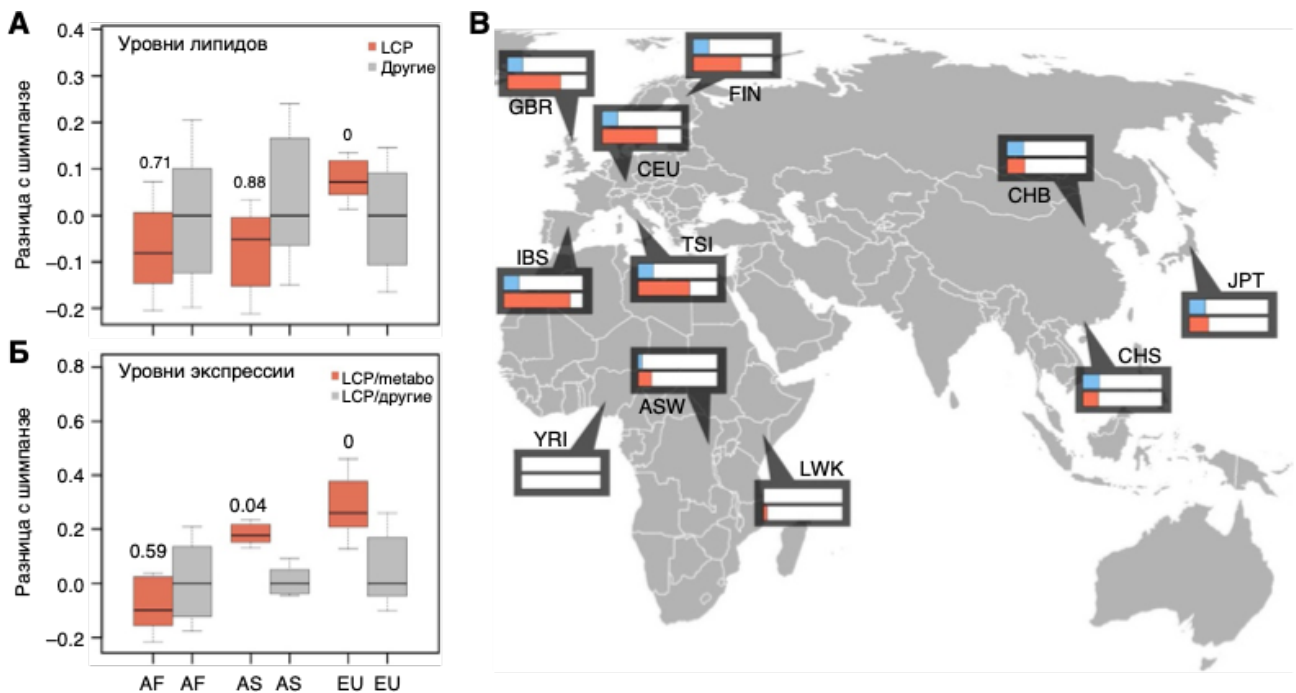 А
Уровни липидов
LCP
Другие
Разница с шимпанзе
0.4
0.4
0.2
0.1
0.0
−0.1
−0.2
0.71
0.88
0
Б
Уровни экспрессии
LCP/metabo
LCP/другие
Разница с шимпанзе
0.8
0.6
0.4
0.2
0.0
−0.2
0.59
0.04
0
AF AF AS AS EU EU
В
GBR
FIN
CEU
CHB
IBS
TSI
JPT
CHS
ASW
YRI
LWK